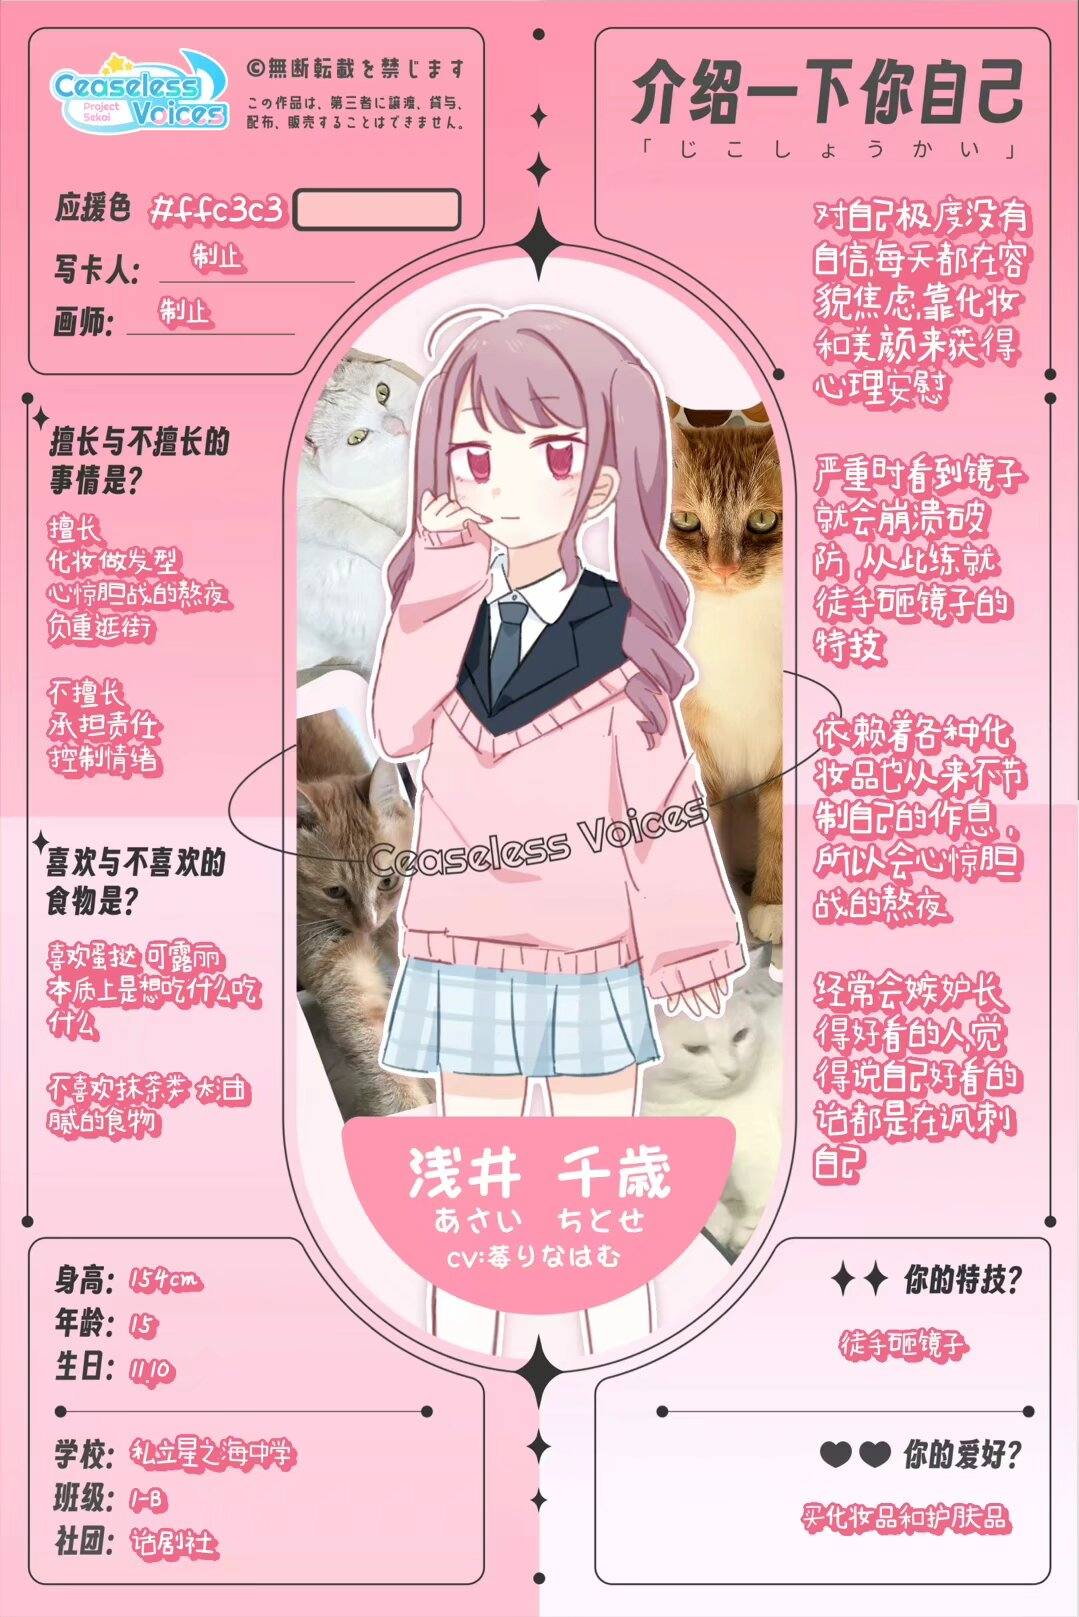 Ceaseless
Voices
Project
Sekai
©無断転載を禁じます
この作品は、第三者に譲渡、貸与、
配布、販売することはできません。
应援色 #ffc3c3
写卡人: 制止
画师: 制止
介绍一下你自己
「じこしょうかい」
对自己极度没有
自信,每天都在容
貌焦虑,靠化妆
和美颜来获得
心理安慰
严重时看到镜子
就会崩溃破
防,从此练就
徒手砸镜子的
特技
依赖着各种化
妆品也从来不节
制自己的作息,
所以会心惊胆
战的熬夜
经常会嫉妒长
得好看的人,觉
得说自己好看的
话都是在讽刺
自己
擅长与不擅长的
事情是?
擅长
化妆做发型
心惊胆战的熬夜
负重逛街
不擅长
承担责任
控制情绪
喜欢与不喜欢的
食物是?
喜欢蛋挞 可露丽
本质上是想吃什么吃
什么
不喜欢抹茶类 太油
腻的食物
Ceaseless Voices
浅井 千歳
あさい ちとせ
cv:苺りなはむ
身高: 154cm
年龄: 15
生日: 11.10
学校: 私立星之海中学
班级: 1-B
社团: 话剧社
你的特技?
徒手砸镜子
你的爱好?
买化妆品和护肤品